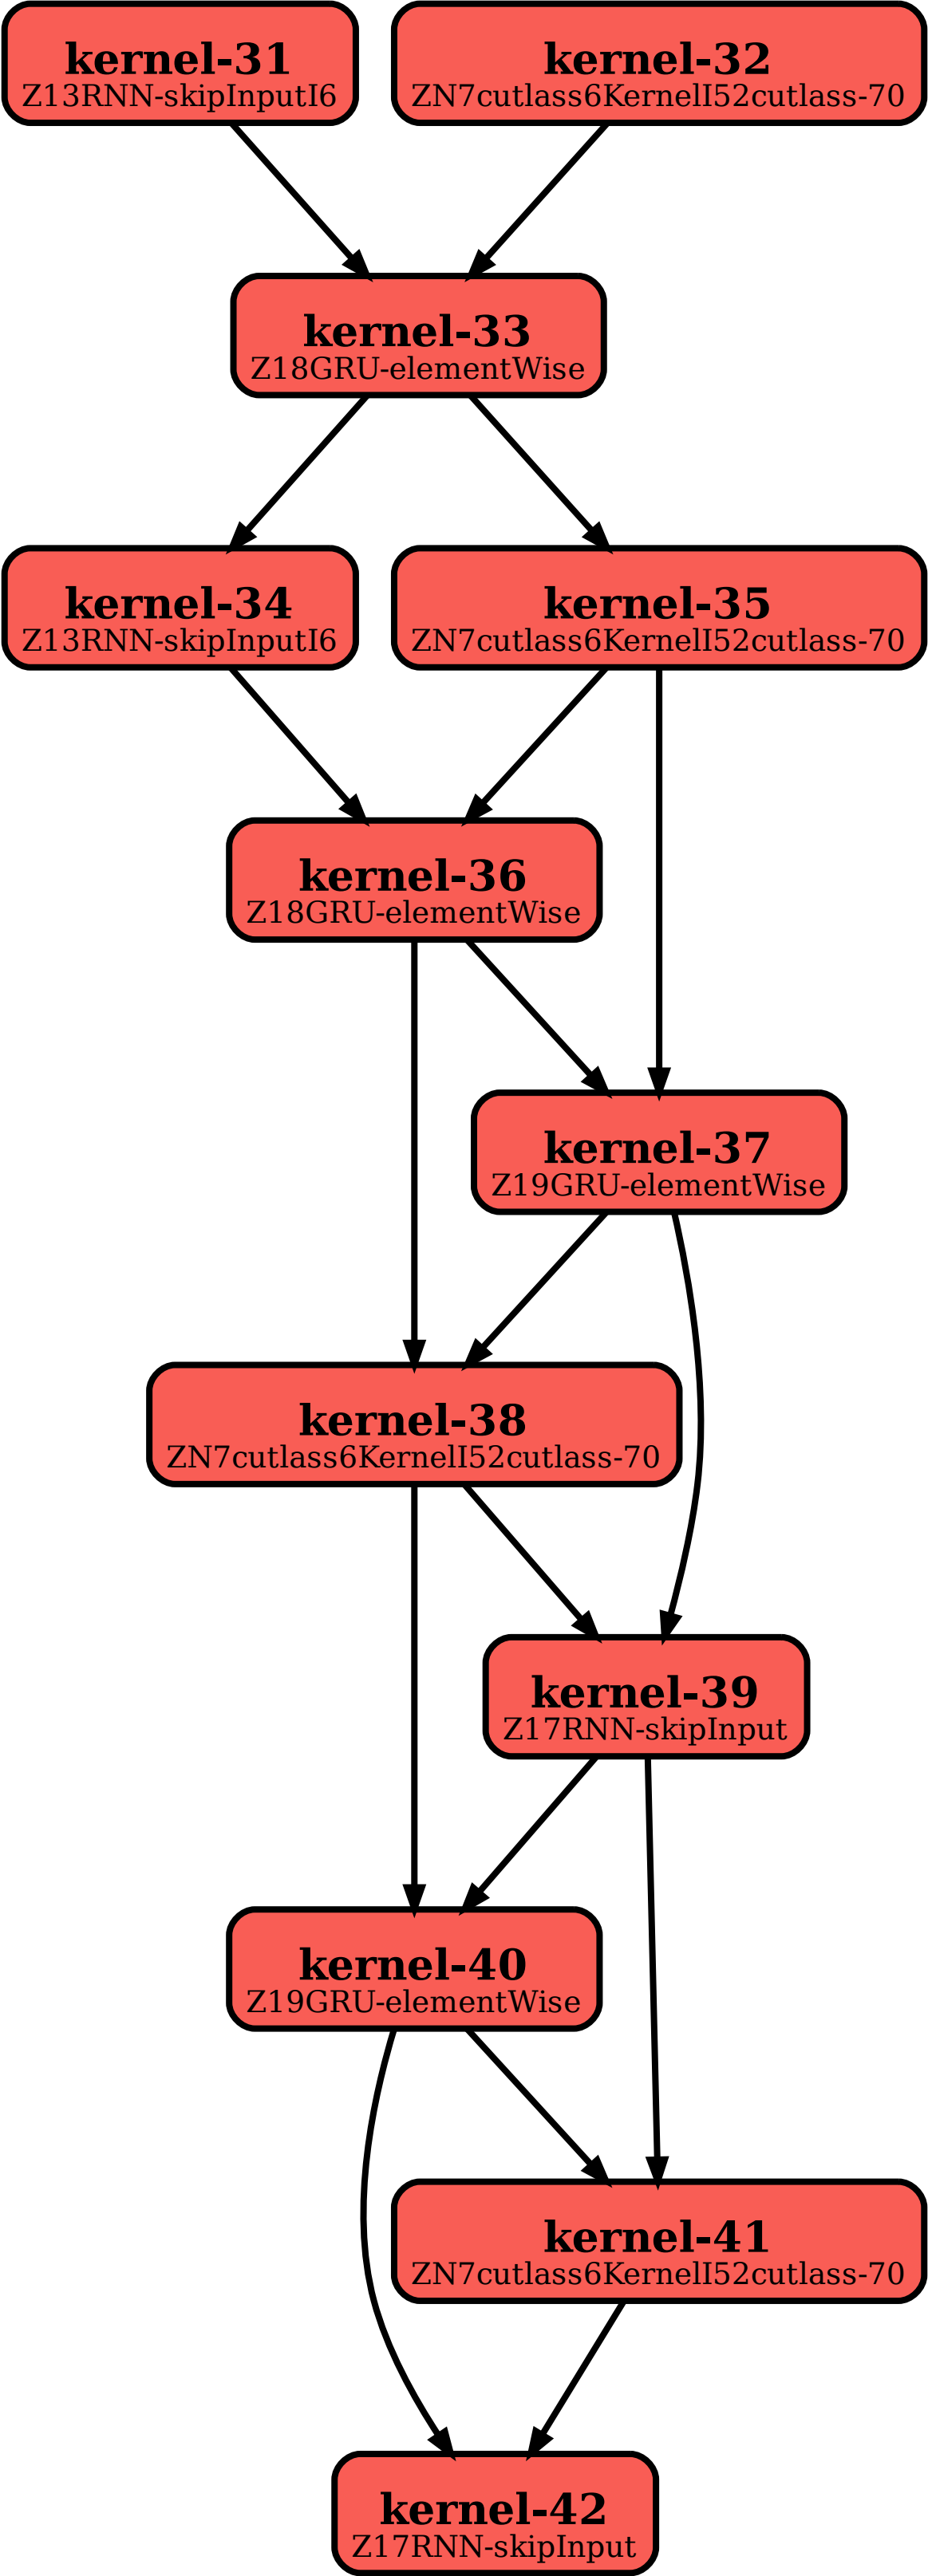 kernel-31
Z13RNN-skipInputI6
kernel-32
ZN7cutlass6KernelI52cutlass-70
kernel-33
Z18GRU-elementWise
kernel-34
Z13RNN-skipInputI6
kernel-35
ZN7cutlass6KernelI52cutlass-70
kernel-36
Z18GRU-elementWise
kernel-37
Z19GRU-elementWise
kernel-38
ZN7cutlass6KernelI52cutlass-70
kernel-39
Z17RNN-skipInput
kernel-40
Z19GRU-elementWise
kernel-41
ZN7cutlass6KernelI52cutlass-70
kernel-42
Z17RNN-skipInput